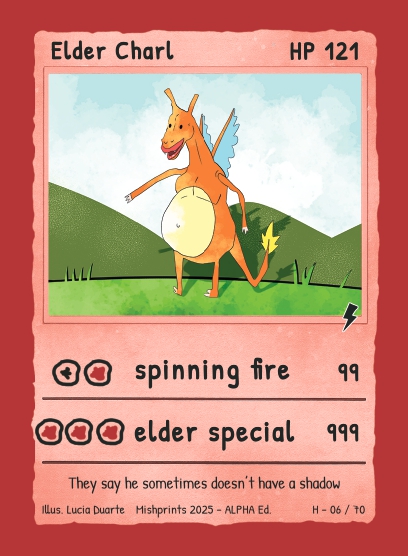 Elder Charl HP 121
spinning fire 99
elder special 999
They say he sometimes doesn't have a shadow
Illus. Lucia Duarte Mishprints 2025 - ALPHA Ed. H - 06 / 70